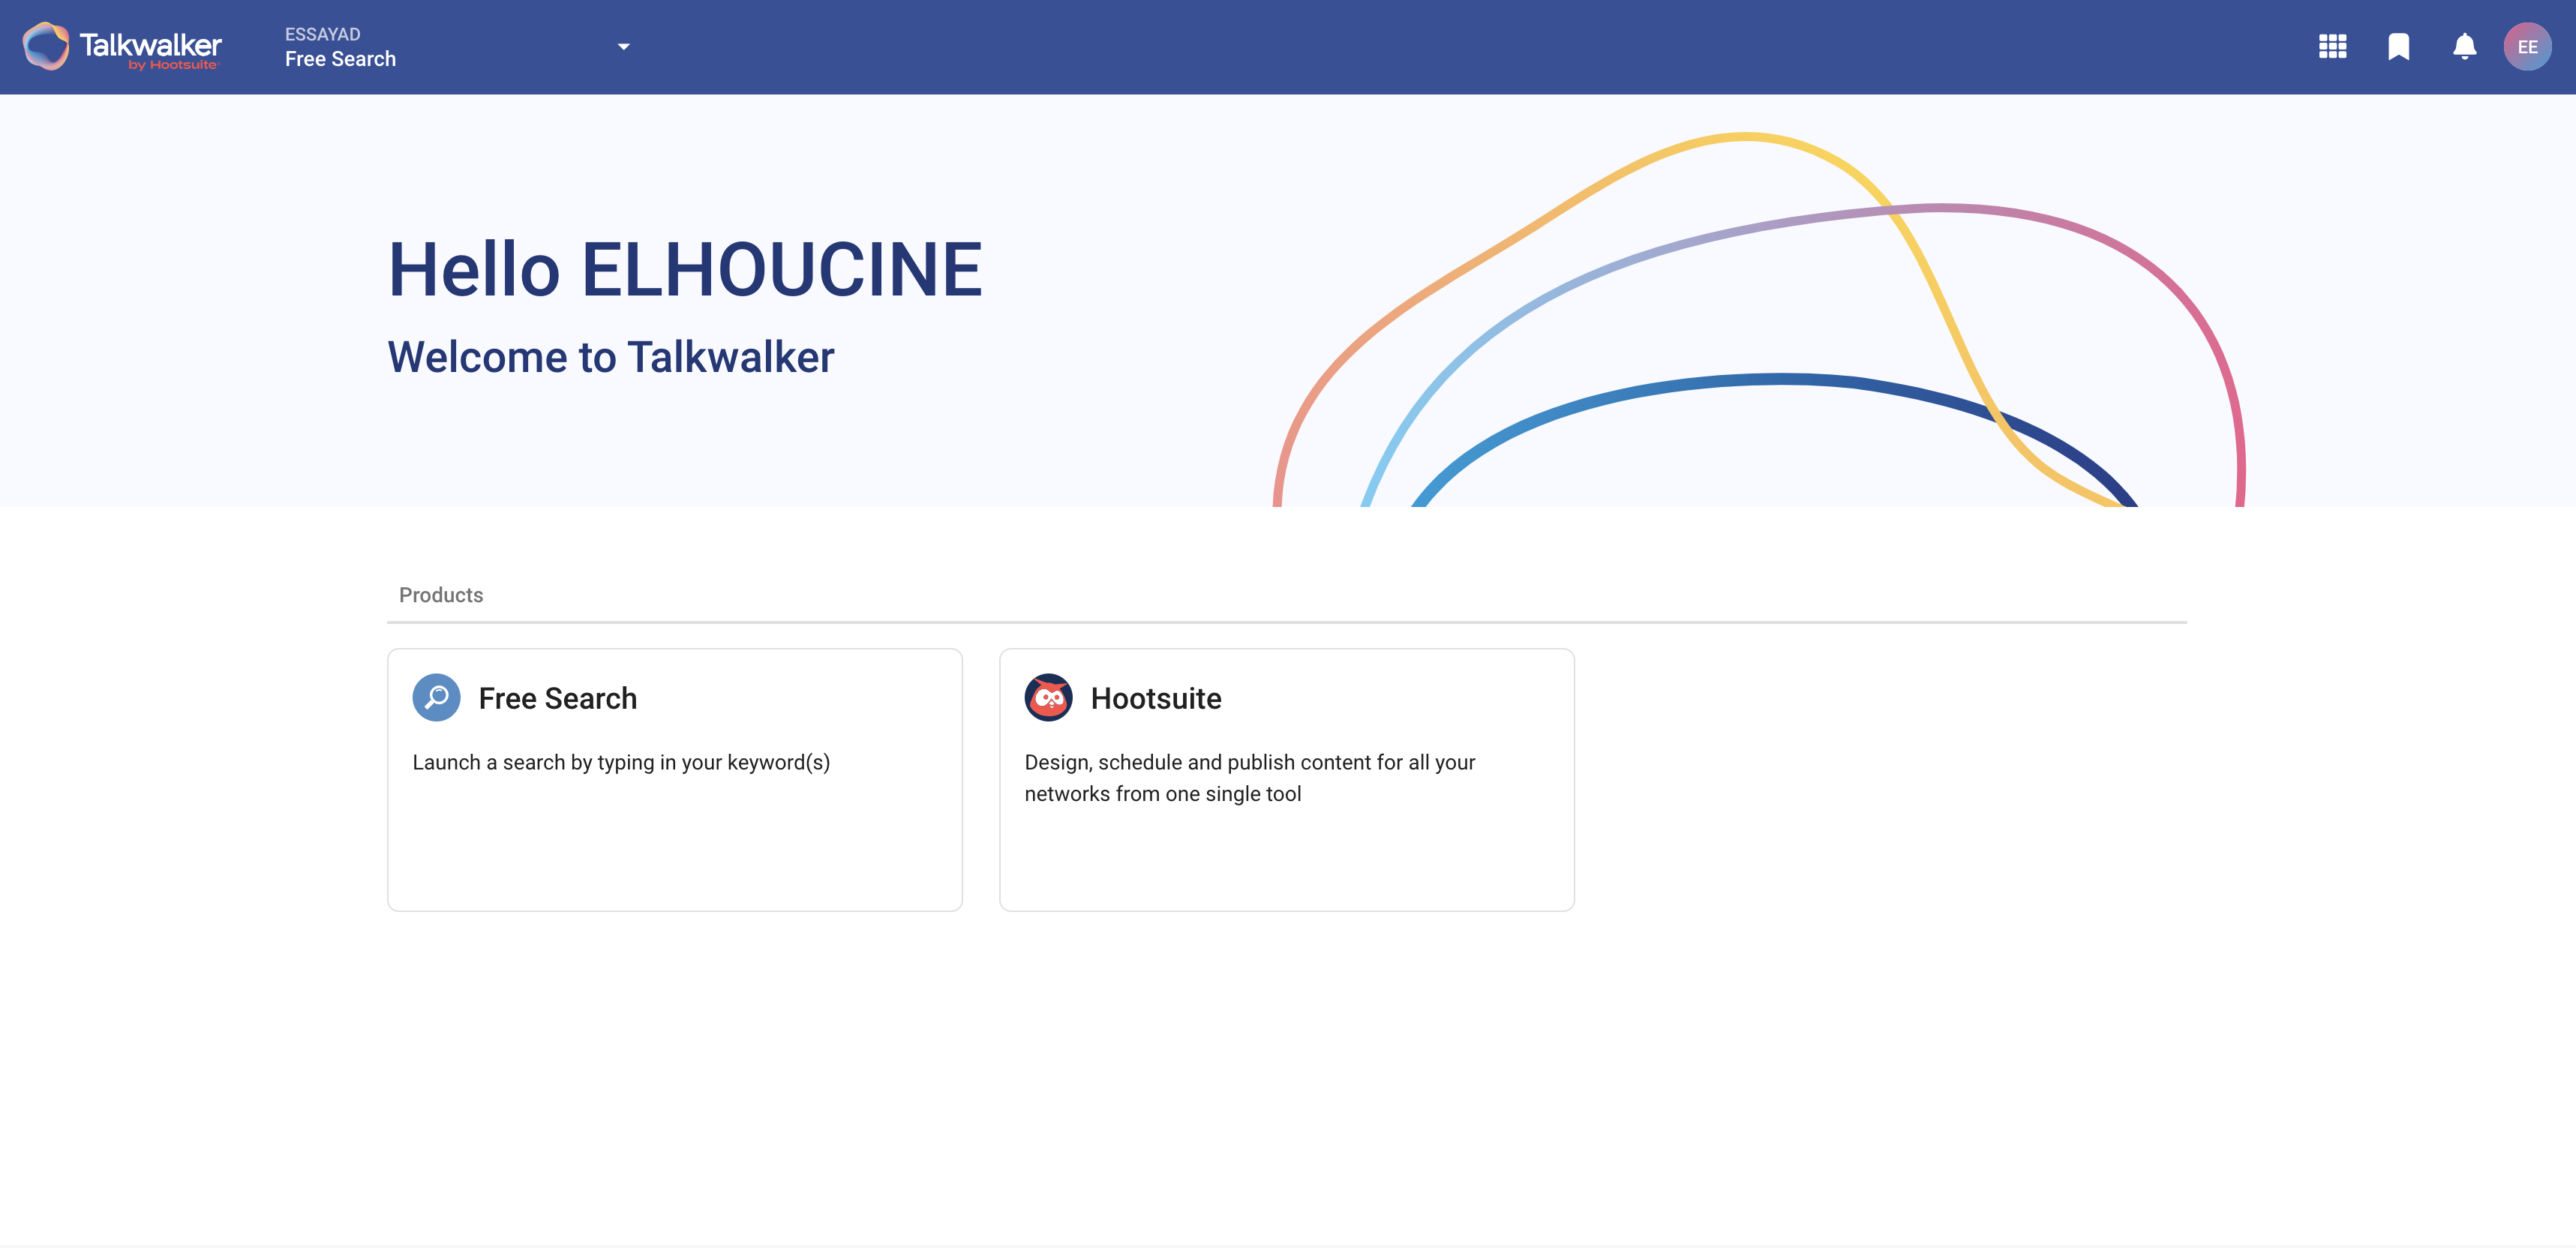 Talkwalker
by Hootsuite
ESSAYAD
Free Search
EE
Hello ELHOUCINE
Welcome to Talkwalker
Products
Free Search
Launch a search by typing in your keyword(s)
Hootsuite
Design, schedule and publish content for all your
networks from one single tool